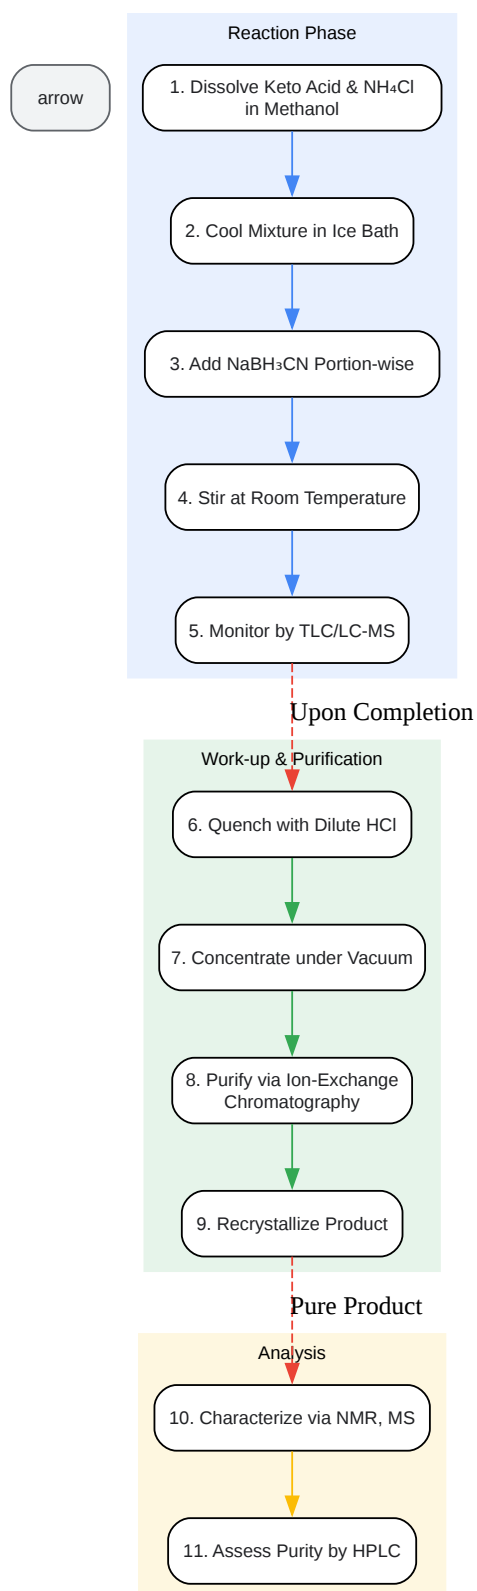 Reaction Phase
arrow
1. Dissolve Keto Acid & NH₄Cl
in Methanol
2. Cool Mixture in Ice Bath
3. Add NaBH₃CN Portion-wise
4. Stir at Room Temperature
5. Monitor by TLC/LC-MS
Upon Completion
Work-up & Purification
6. Quench with Dilute HCl
7. Concentrate under Vacuum
8. Purify via Ion-Exchange
Chromatography
9. Recrystallize Product
Pure Product
Analysis
10. Characterize via NMR, MS
11. Assess Purity by HPLC